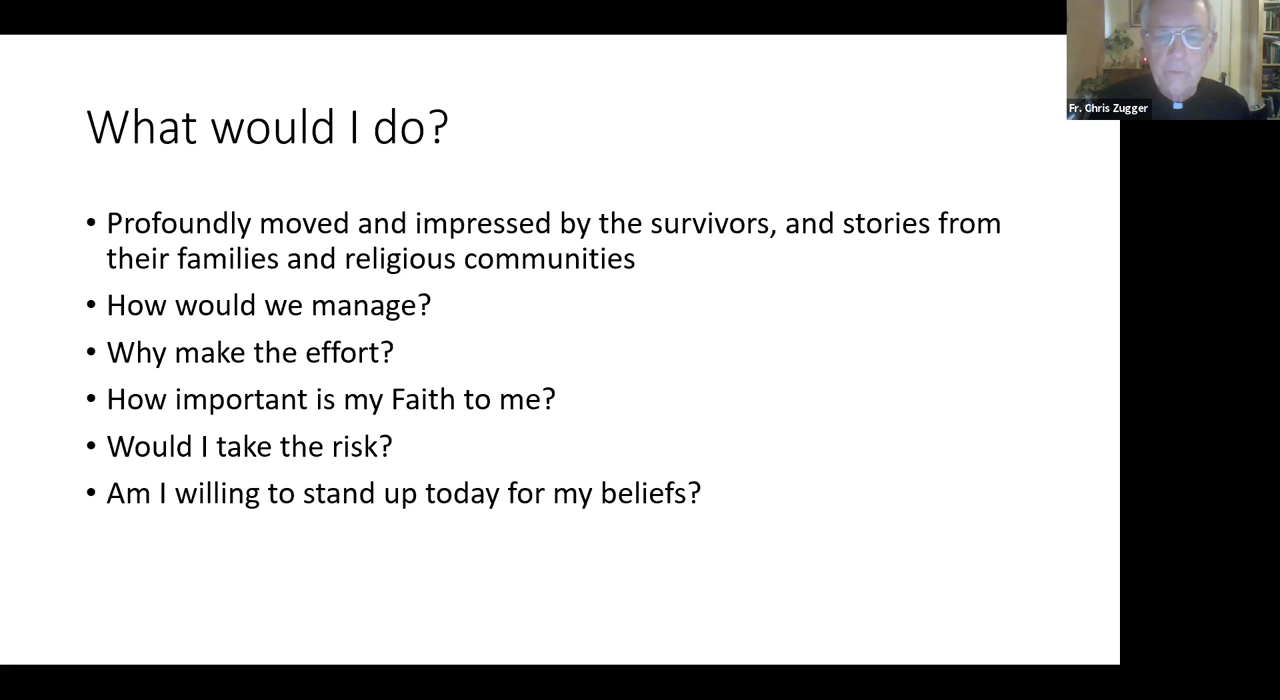 What would I do?
• Profoundly moved and impressed by the survivors, and stories from
their families and religious communities
• How would we manage?
• Why make the effort?
• How important is my Faith to me?
• Would I take the risk?
• Am I willing to stand up today for my beliefs?
Fr. Chris Zugger